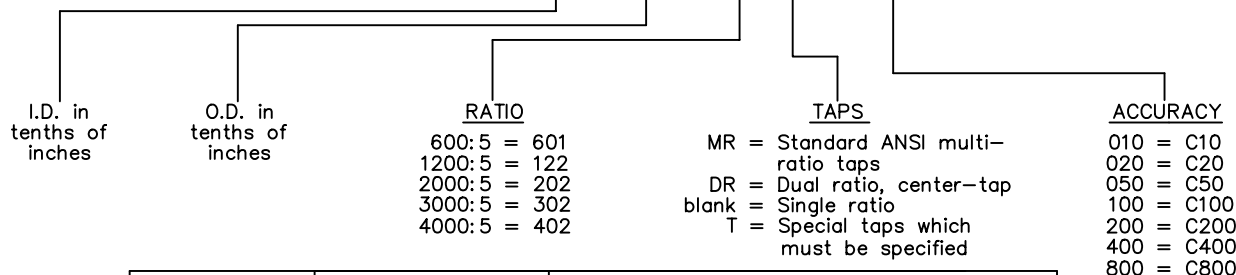 I.D. in
tenths of
inches
O.D. in
tenths of
inches
RATIO
600:5 = 601
1200:5 = 122
2000:5 = 202
3000:5 = 302
4000:5 = 402
TAPS
MR = Standard ANSI multi–
ratio taps
DR = Dual ratio, center–tap
blank = Single ratio
T = Special taps which
must be specified
ACCURACY
010 = C10
020 = C20
050 = C50
100 = C100
200 = C200
400 = C400
800 = C800